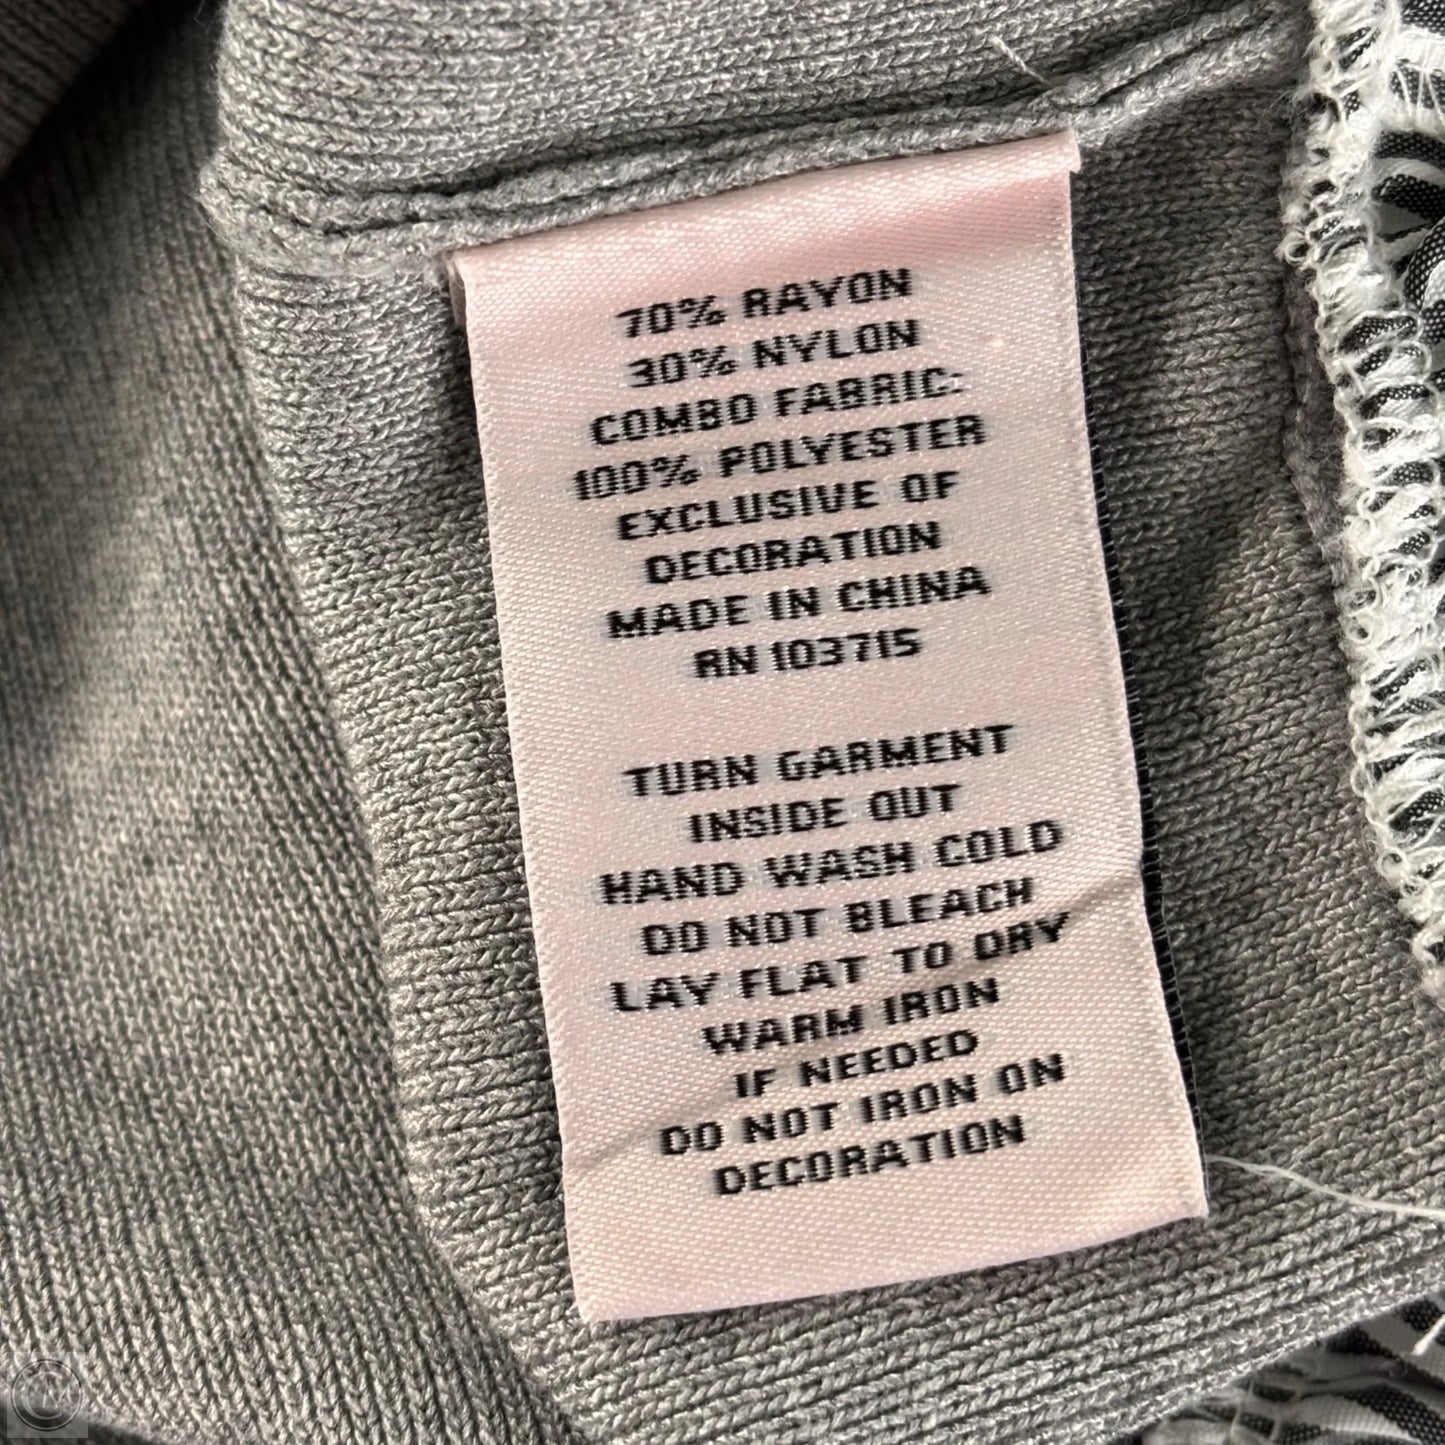 70% RAYON
30% NYLON
COMBO FABRIC:
100% POLYESTER
EXCLUSIVE OF
DECORATION
MADE IN CHINA
RN 103715
TURN GARMENT
INSIDE OUT
HAND WASH COLD
DO NOT BLEACH
LAY FLAT TO DRY
WARM IRON
IF NEEDED
DO NOT IRON ON
DECORATION